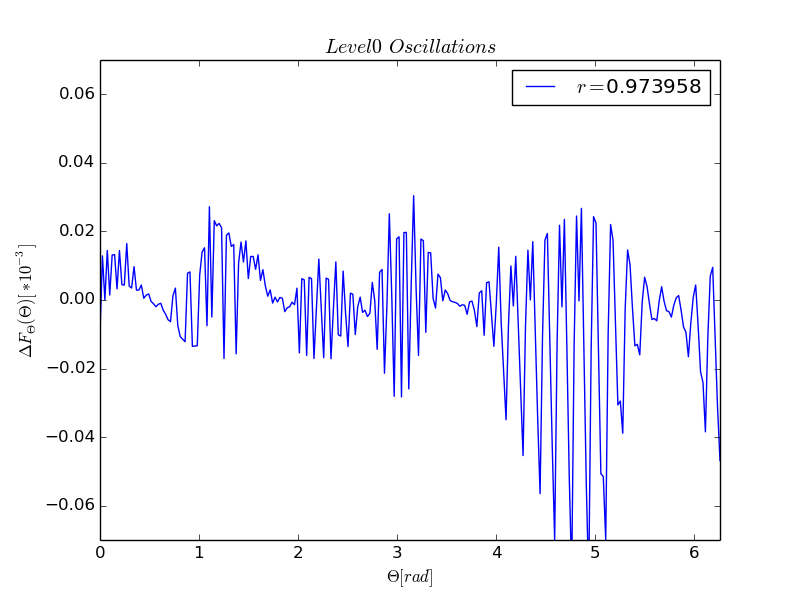 Level0 Oscillations
r=0.973958
0.06
0.04
0.02
0.00
−0.02
−0.04
−0.06
ΔF_Θ(Θ)[∗10^{−3}]
0 1 2 3 4 5 6
Θ[rad]